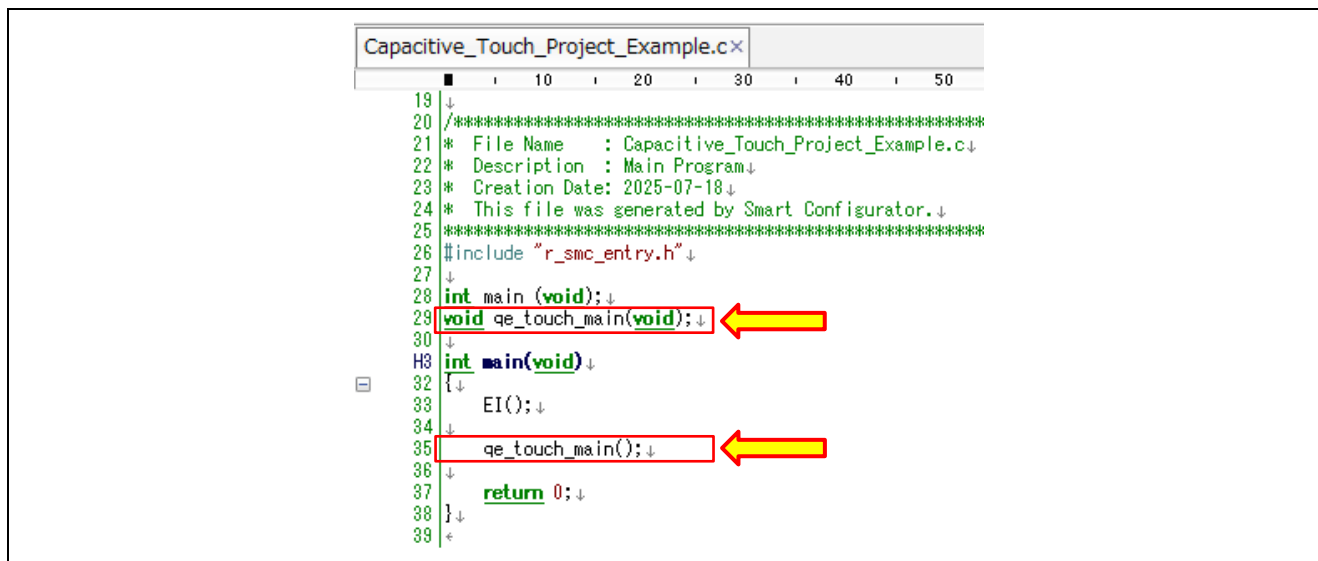 Capacitive_Touch_Project_Example.c×
10 20 30 40 50
19 ↓
20 /*******************************************************
21 *  File Name    : Capacitive_Touch_Project_Example.c↓
22 *  Description  : Main Program↓
23 *  Creation Date: 2025-07-18↓
24 *  This file was generated by Smart Configurator.↓
25 ********************************************************
26 #include "r_smc_entry.h"↓
27 ↓
28 int main (void);↓
29 void qe_touch_main(void);↓
30 ↓
H3 int main(void)↓
32 {↓
33     EI();↓
34 ↓
35     qe_touch_main();↓
36 ↓
37     return 0;↓
38 }↓
39 ←